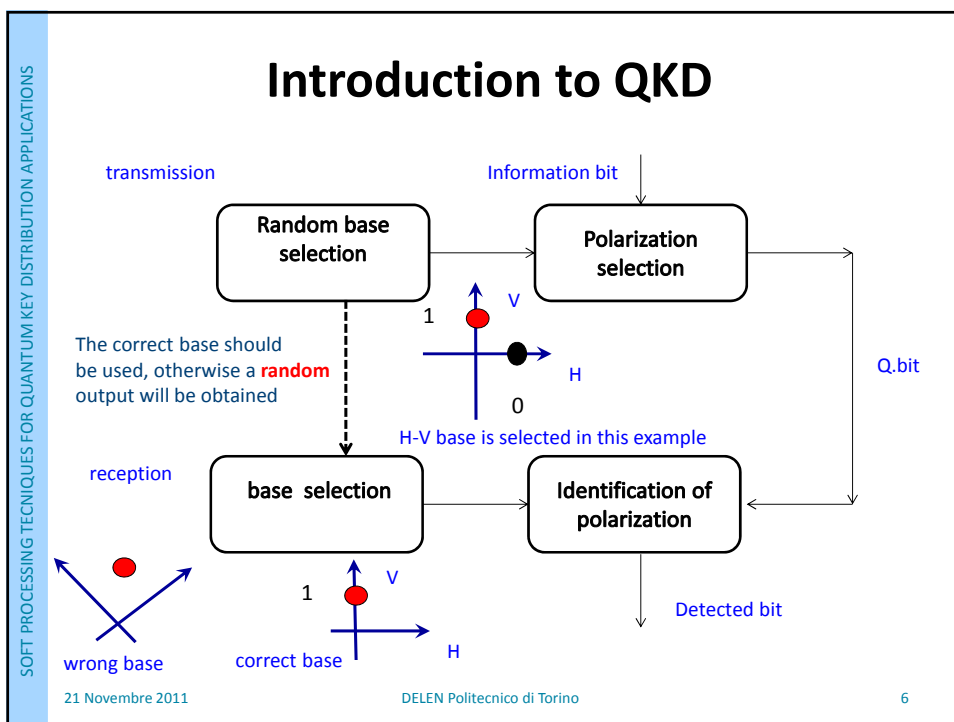 SOFT PROCESSING TECNIQUES FOR QUANTUM KEY DISTRIBUTION APPLICATIONS
Introduction to QKD
transmission
Information bit
Random base
selection
Polarization
selection
V
1
H
0
The correct base should
be used, otherwise a random
output will be obtained
Q.bit
H-V base is selected in this example
reception
base selection
Identification of
polarization
V
1
H
Detected bit
wrong base
correct base
21 Novembre 2011
DELEN Politecnico di Torino
6